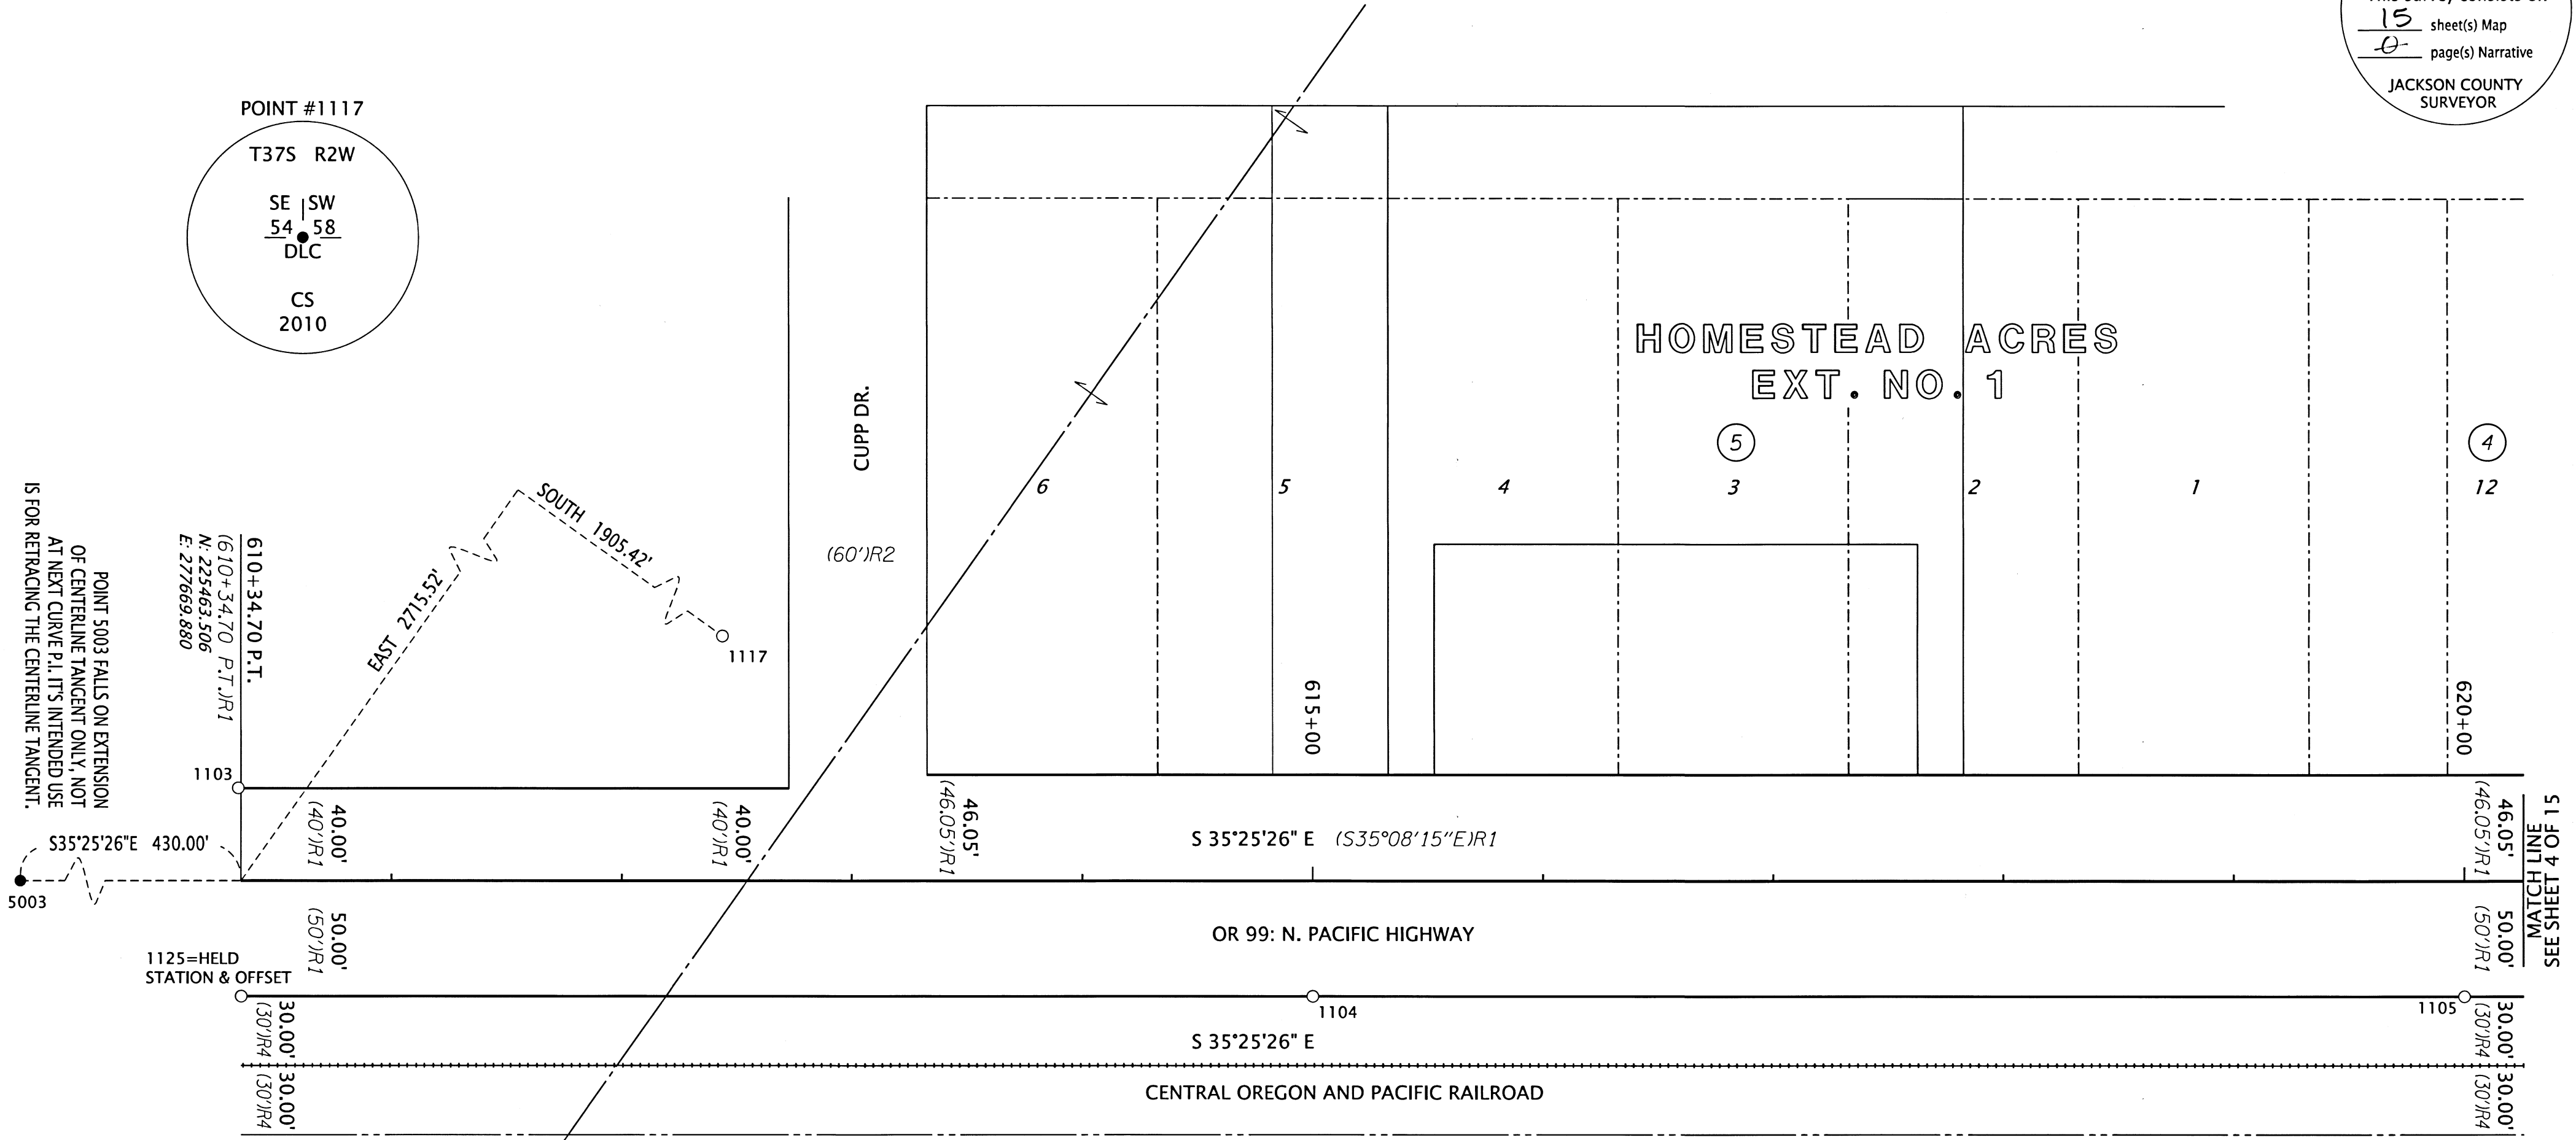 15 sheet(s) Map
0 page(s) Narrative
JACKSON COUNTY
SURVEYOR
POINT #1117
T37S R2W
SE | SW
54 58
DLC
CS
2010
HOMESTEAD ACRES
EXT. NO. 1
5
4
6
5
4
3
2
1
12
CUPP DR.
(60')R2
SOUTH 1905.42'
EAST 2715.52'
1117
POINT 5003 FALLS ON EXTENSION
OF CENTERLINE TANGENT ONLY, NOT
AT NEXT CURVE P.I. IT'S INTENDED USE
IS FOR RETRACING THE CENTERLINE TANGENT.
610+34.70 P.T.
(610+34.70 P.T.)R1
N: 225463.506
E: 277669.880
615+00
620+00
1103
40.00'
(40')R1
40.00'
(40')R1
46.05'
(46.05')R1
S 35°25'26" E (S35°08'15"E)R1
46.05'
(46.05')R1
MATCH LINE
SEE SHEET 4 OF 15
S35°25'26"E 430.00'
5003
50.00'
(50')R1
OR 99: N. PACIFIC HIGHWAY
50.00'
(50')R1
1125=HELD
STATION & OFFSET
1104
1105
30.00'
(30')R4
S 35°25'26" E
30.00'
(30')R4
30.00'
(30')R4
CENTRAL OREGON AND PACIFIC RAILROAD
30.00'
(30')R4